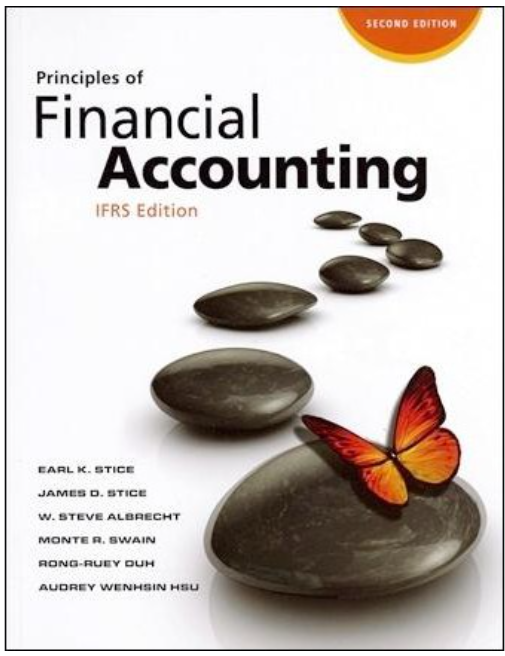 SECOND EDITION
Principles of
Financial
Accounting
IFRS Edition
EARL K. STICE
JAMES D. STICE
W. STEVE ALBRECHT
MONTE R. SWAIN
RONG-RUEY DUH
AUDREY WENHSIN HSU